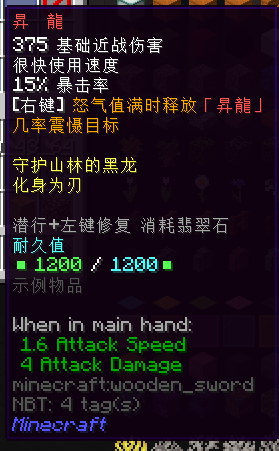 昇 龍
375 基础近战伤害
很快使用速度
15% 暴击率
[右键] 怒气值满时释放「昇龍」
几率震慑目标
守护山林的黑龙
化身为刃
潜行+左键修复 消耗翡翠石
耐久值
1200 / 1200
示例物品
When in main hand:
1.6 Attack Speed
4 Attack Damage
minecraft:wooden_sword
NBT: 4 tag(s)
Minecraft